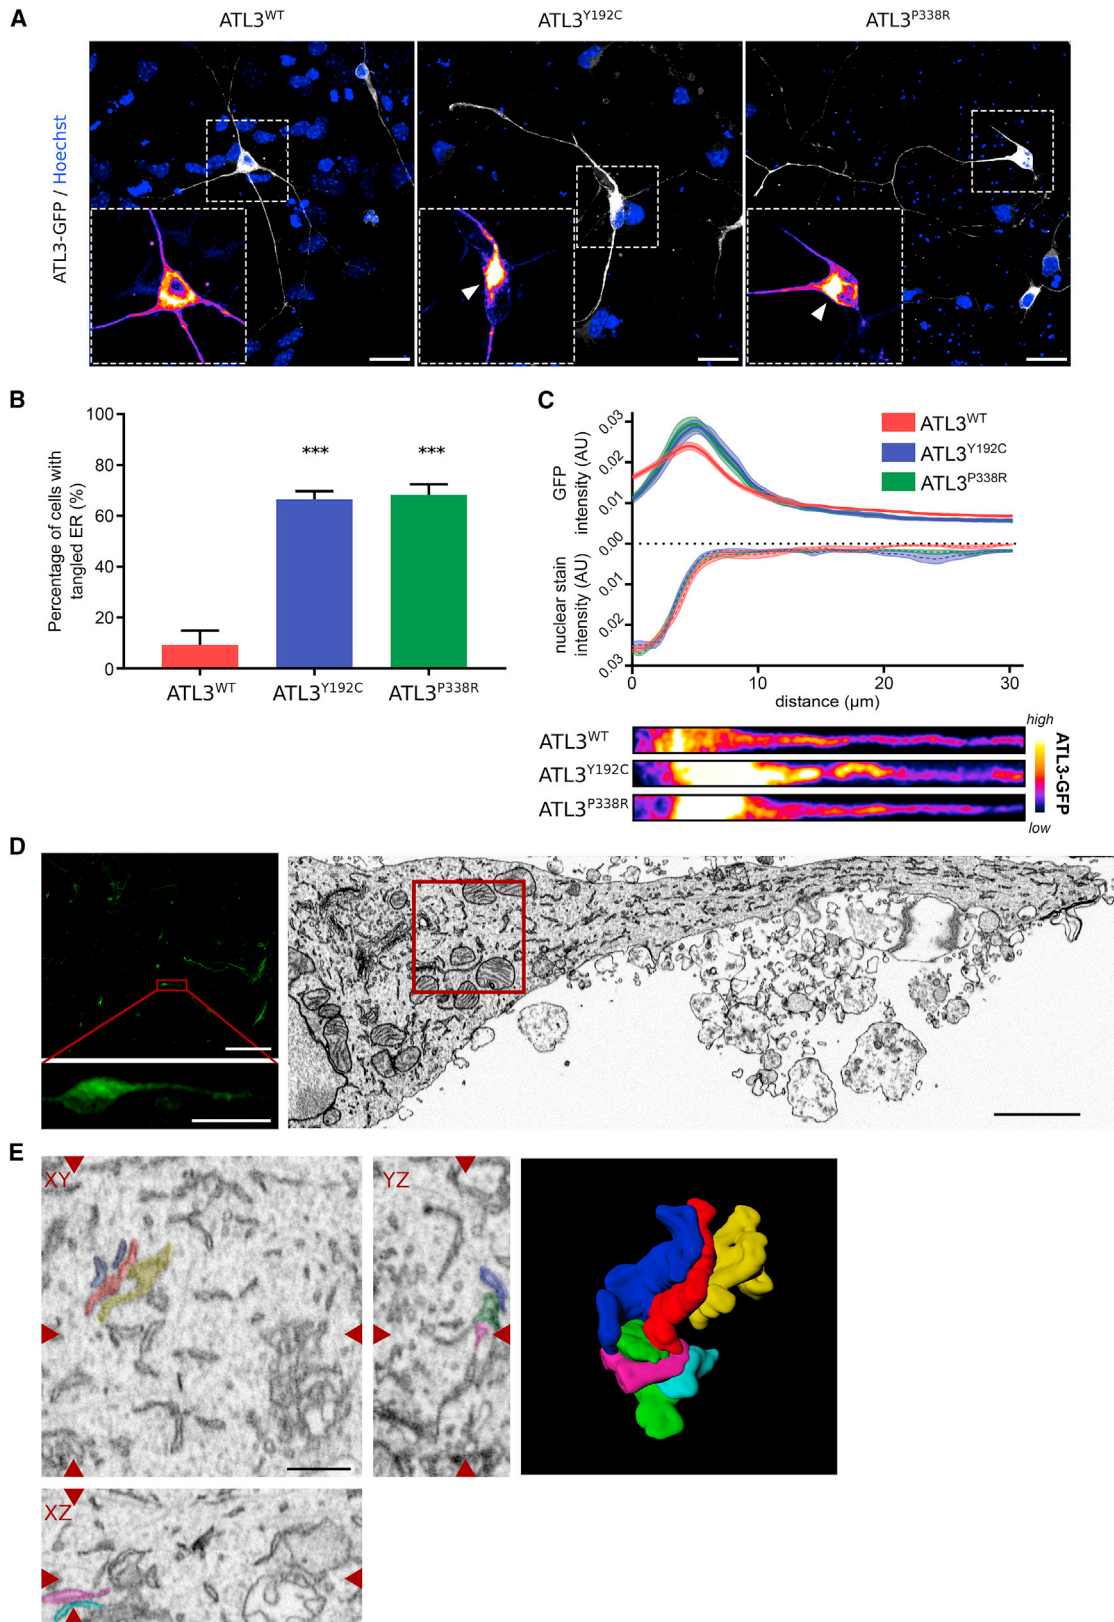 A
ATL3WT
ATL3Y192C
ATL3P338R
ATL3-GFP / Hoechst
B
Percentage of cells with
tangled ER (%)
100
80
60
40
20
0
***
***
ATL3WT
ATL3Y192C
ATL3P338R
C
GFP
intensity (AU)
nuclear stain
intensity (AU)
0.03
0.02
0.01
0.00
0.01
0.02
0.03
ATL3WT
ATL3Y192C
ATL3P338R
0
10
20
30
distance (µm)
ATL3WT
ATL3Y192C
ATL3P338R
high
ATL3-GFP
low
D
E
XY
YZ
XZ